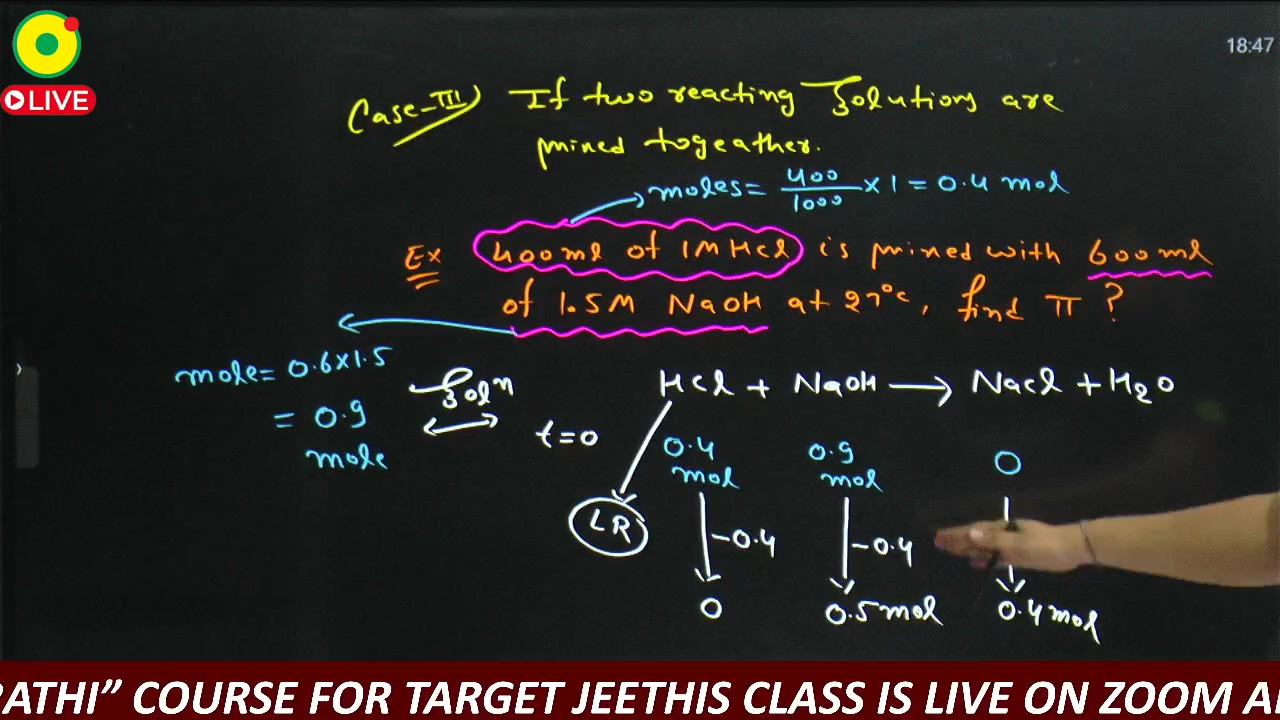 18:47
LIVE
Case-III) If two reacting solutions are
mixed togeather.
moles = 400/1000 × 1 = 0.4 mol
Ex 400ml of 1M HCl is mixed with 600ml
of 1.5M NaOH at 27°c, find π ?
mole = 0.6×1.5
= 0.9
mole
Soln
HCl + NaOH → NaCl + H2O
t=0
0.4 mol 0.9 mol 0
LR -0.4 -0.4
0 0.5 mol 0.4 mol
PATHI” COURSE FOR TARGET JEETHIS CLASS IS LIVE ON ZOOM A